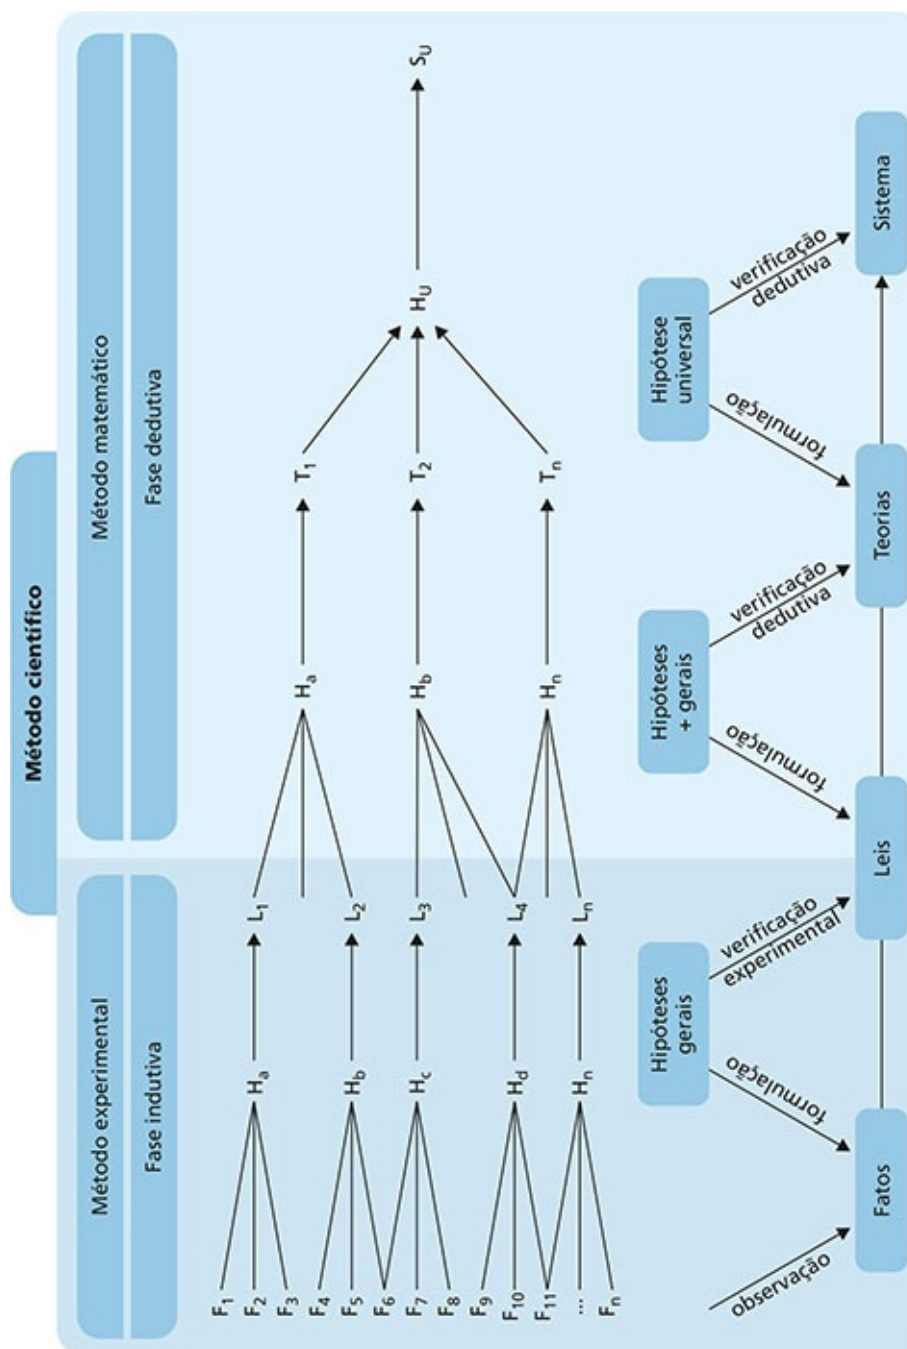 Método científico
Método experimental
Método matemático
Fase indutiva
Fase dedutiva
F1
F2
F3
F4
F5
F6
F7
F8
F9
F10
F11
...
Fn
Ha
Hb
Hc
Hd
Hn
L1
L2
L3
L4
Ln
Ha
Hb
Hn
T1
T2
Tn
HU
SU
Hipóteses
gerais
Hipóteses
+ gerais
Hipótese
universal
observação
formulação
verificação
experimental
formulação
verificação
dedutiva
formulação
verificação
dedutiva
Fatos
Leis
Teorias
Sistema